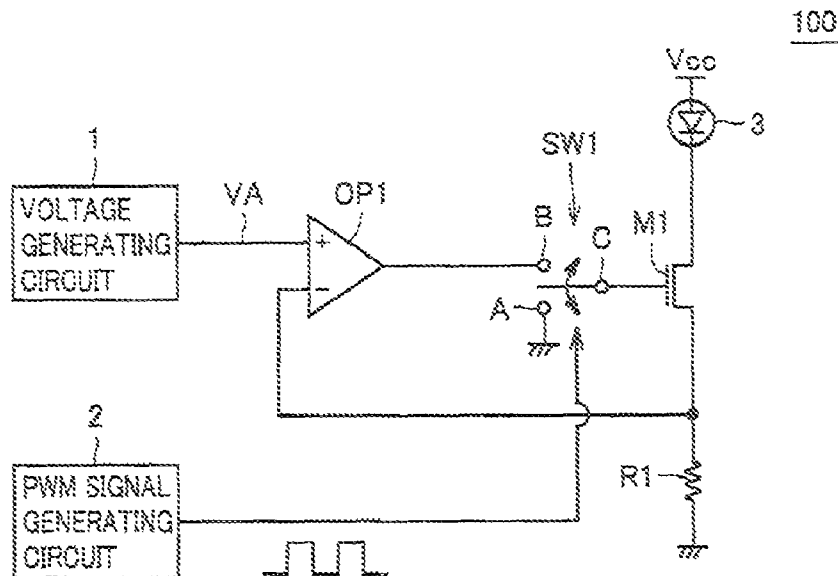 100
Vcc
3
SW1
1
VA
OP1
VOLTAGE
GENERATING
CIRCUIT
+
B
C
M1
−
A
2
R1
PWM SIGNAL
GENERATING
CIRCUIT